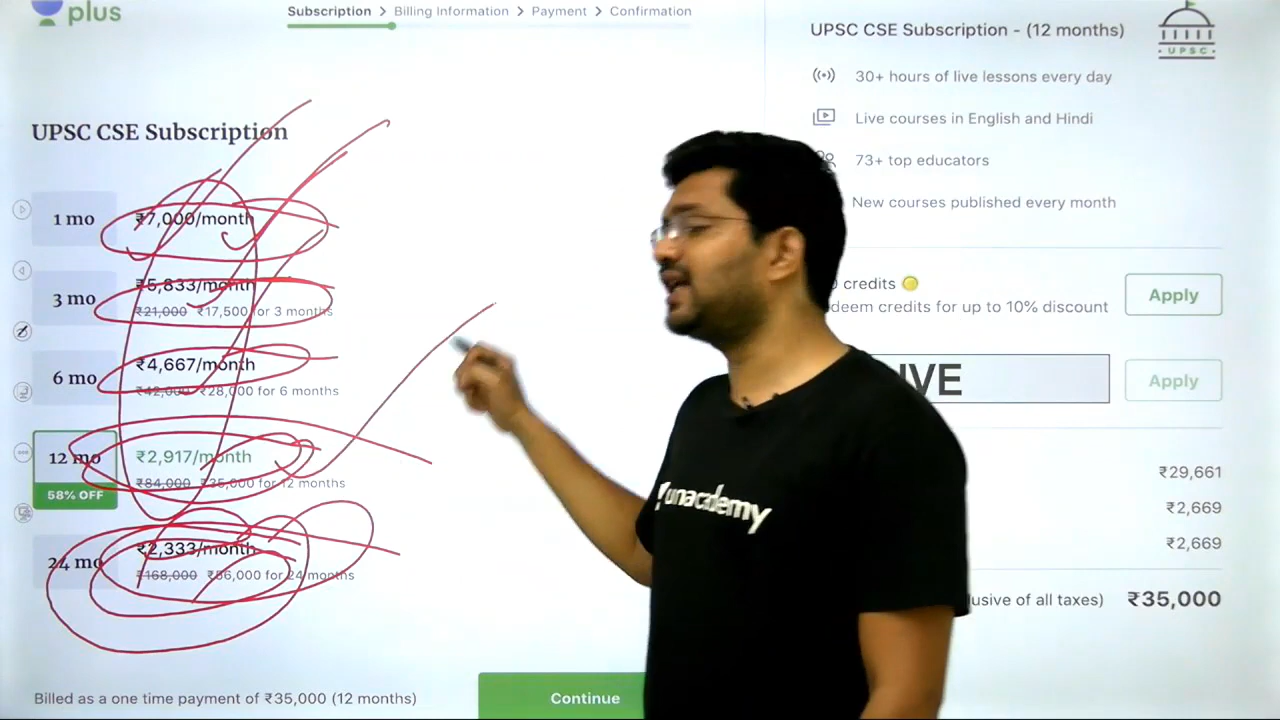 plus
Subscription > Billing Information > Payment > Confirmation
UPSC CSE Subscription
1 mo ₹7,000/month
3 mo ₹5,833/month
₹21,000 ₹17,500 for 3 months
6 mo ₹4,667/month
₹42,000 ₹28,000 for 6 months
12 mo ₹2,917/month
58% OFF ₹84,000 ₹35,000 for 12 months
24 mo ₹2,333/month
₹168,000 ₹56,000 for 24 months
Billed as a one time payment of ₹35,000 (12 months)
Continue
unacademy
UPSC CSE Subscription - (12 months)
UPSC
30+ hours of live lessons every day
Live courses in English and Hindi
73+ top educators
New courses published every month
credits
Apply
credits for up to 10% discount
Apply
₹29,661
₹2,669
₹2,669
of all taxes) ₹35,000